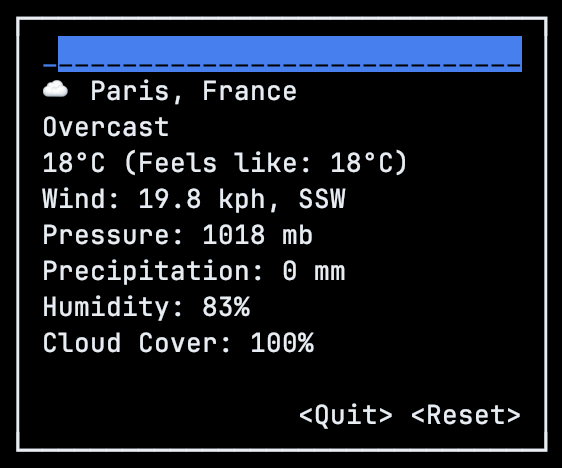 ☁️ Paris, France
Overcast
18°C (Feels like: 18°C)
Wind: 19.8 kph, SSW
Pressure: 1018 mb
Precipitation: 0 mm
Humidity: 83%
Cloud Cover: 100%
<Quit> <Reset>